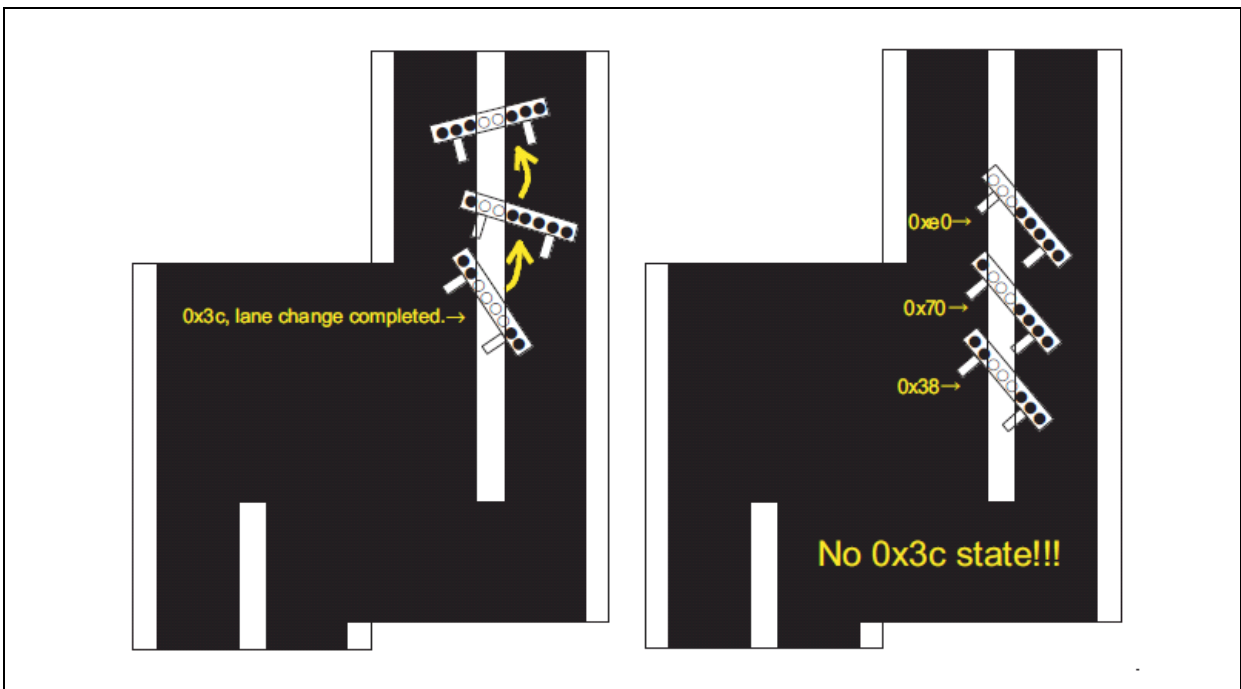 0x3c, lane change completed.→
0xe0→
0x70→
0x38→
No 0x3c state!!!